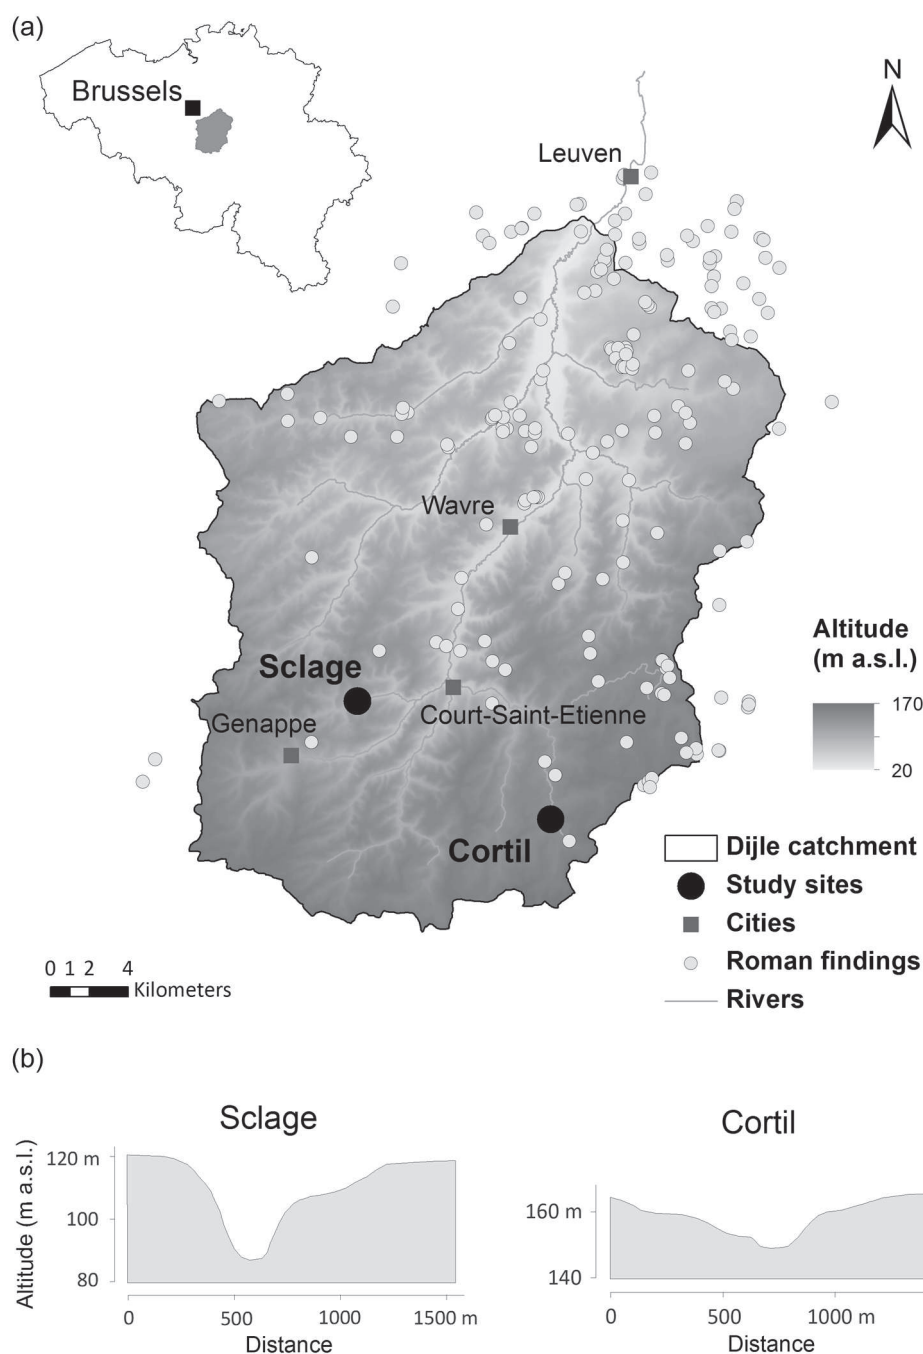 (a)
Brussels
N
Leuven
Wavre
Altitude
(m a.s.l.)
170
20
Sclage
Genappe
Court-Saint-Etienne
Cortil
Dijle catchment
Study sites
Cities
Roman findings
Rivers
0 1 2 4
Kilometers
(b)
Sclage
Altitude (m a.s.l.)
120 m
100
80
0 500 1000 1500 m
Distance
Cortil
160 m
140
0 500 1000 m
Distance